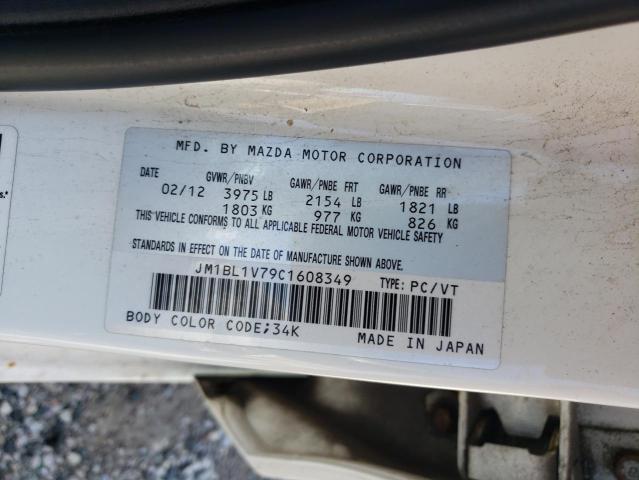 MFD. BY MAZDA MOTOR CORPORATION
DATE GVWR/PNBV GAWR/PNBE FRT GAWR/PNBE RR
02/12 3975 LB 2154 LB 1821 LB
1803 KG 977 KG 826 KG
THIS VEHICLE CONFORMS TO ALL APPLICABLE FEDERAL MOTOR VEHICLE SAFETY
STANDARDS IN EFFECT ON THE DATE OF MANUFACTURE SHOWN ABOVE.
JM1BL1V79C1608349 TYPE: PC/VT
BODY COLOR CODE;34K MADE IN JAPAN